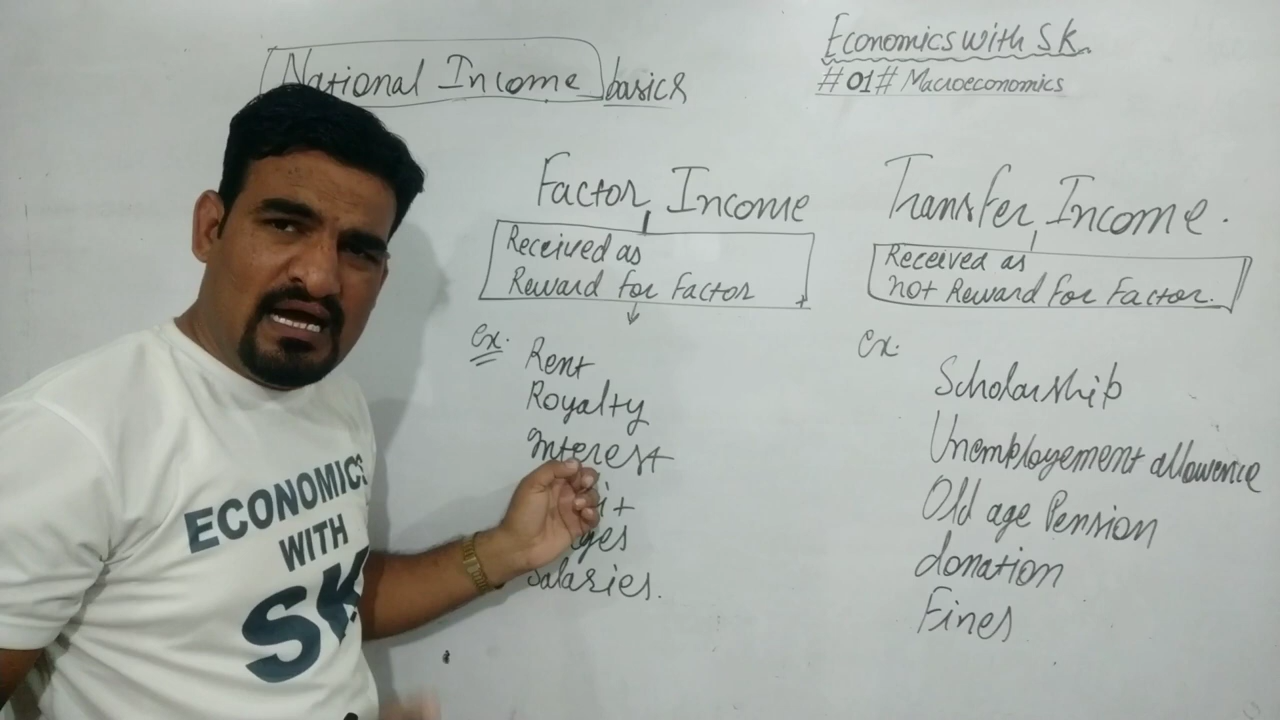 National Income basics
Economics with S.K.
#01# Macroeconomics
Factor Income
Received as
Reward for Factor
ex.
Rent
Royalty
Interest
Salaries.
Transfer Income.
Received as
not Reward for Factor.
ex.
Scholarship
Unemployement allowence
Old age Pension
donation
Fines
ECONOMICS
WITH
SK